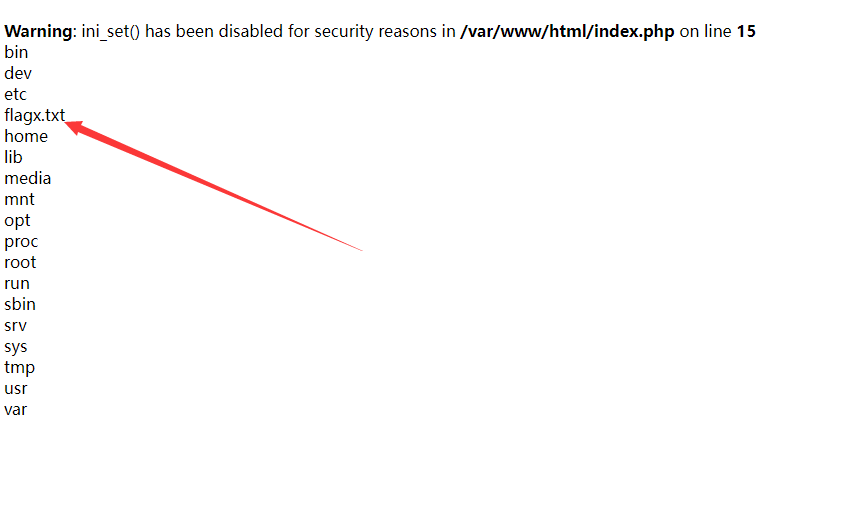 Warning: ini_set() has been disabled for security reasons in /var/www/html/index.php on line 15
bin
dev
etc
flagx.txt
home
lib
media
mnt
opt
proc
root
run
sbin
srv
sys
tmp
usr
var